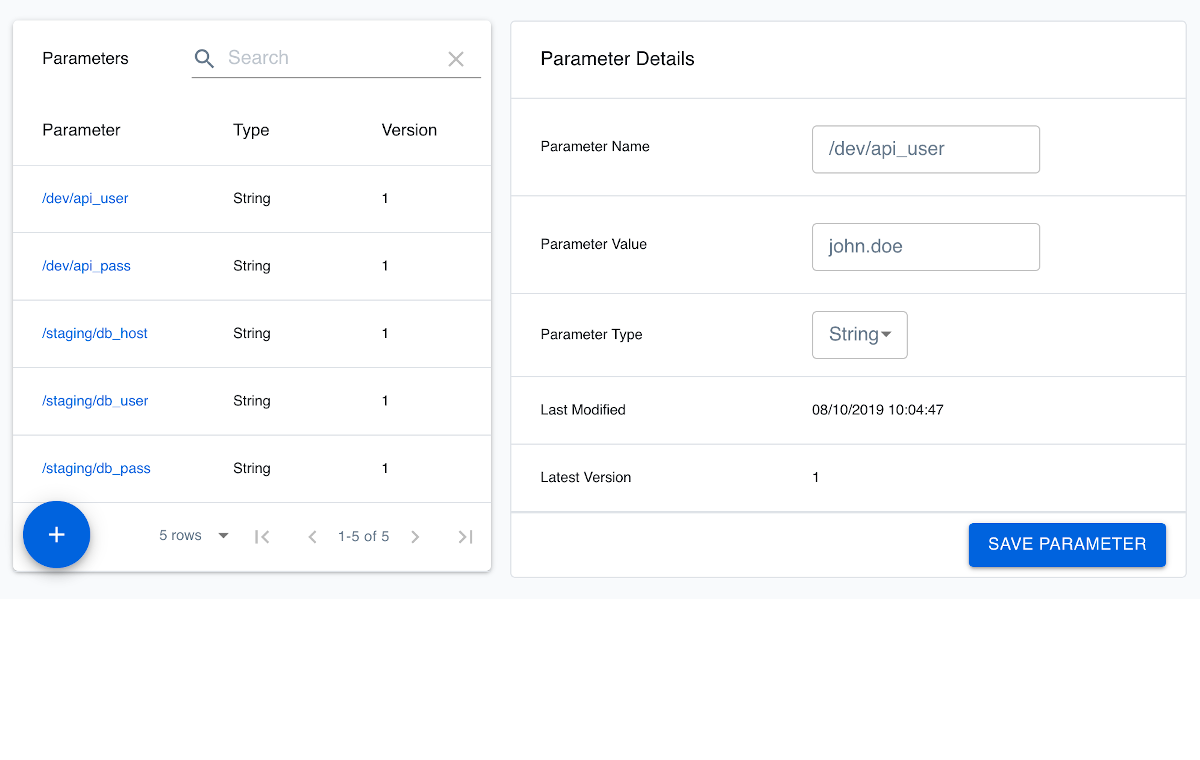 Parameters
Search
Parameter Type Version
/dev/api_user String 1
/dev/api_pass String 1
/staging/db_host String 1
/staging/db_user String 1
/staging/db_pass String 1
+
5 rows 1-5 of 5
Parameter Details
Parameter Name /dev/api_user
Parameter Value john.doe
Parameter Type String
Last Modified 08/10/2019 10:04:47
Latest Version 1
SAVE PARAMETER